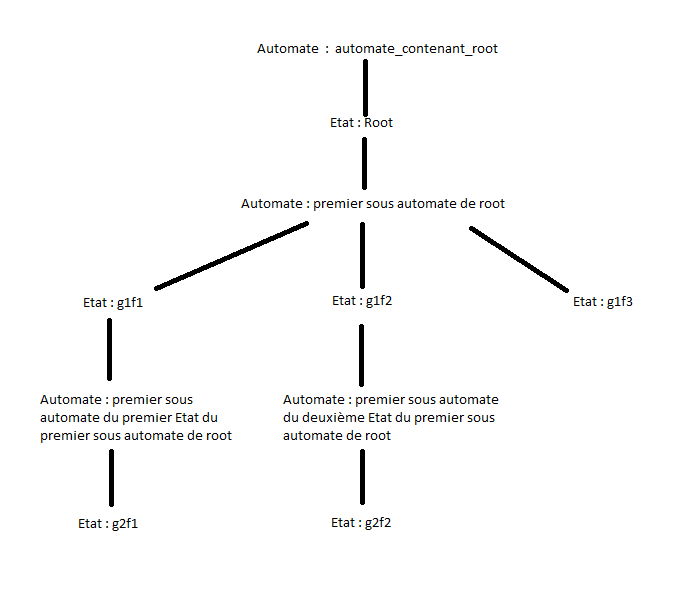 Automate : automate_contenant_root
Etat : Root
Automate : premier sous automate de root
Etat : g1f1
Etat : g1f2
Etat : g1f3
Automate : premier sous
automate du premier Etat du
premier sous automate de root
Automate : premier sous automate
du deuxième Etat du premier sous
automate de root
Etat : g2f1
Etat : g2f2